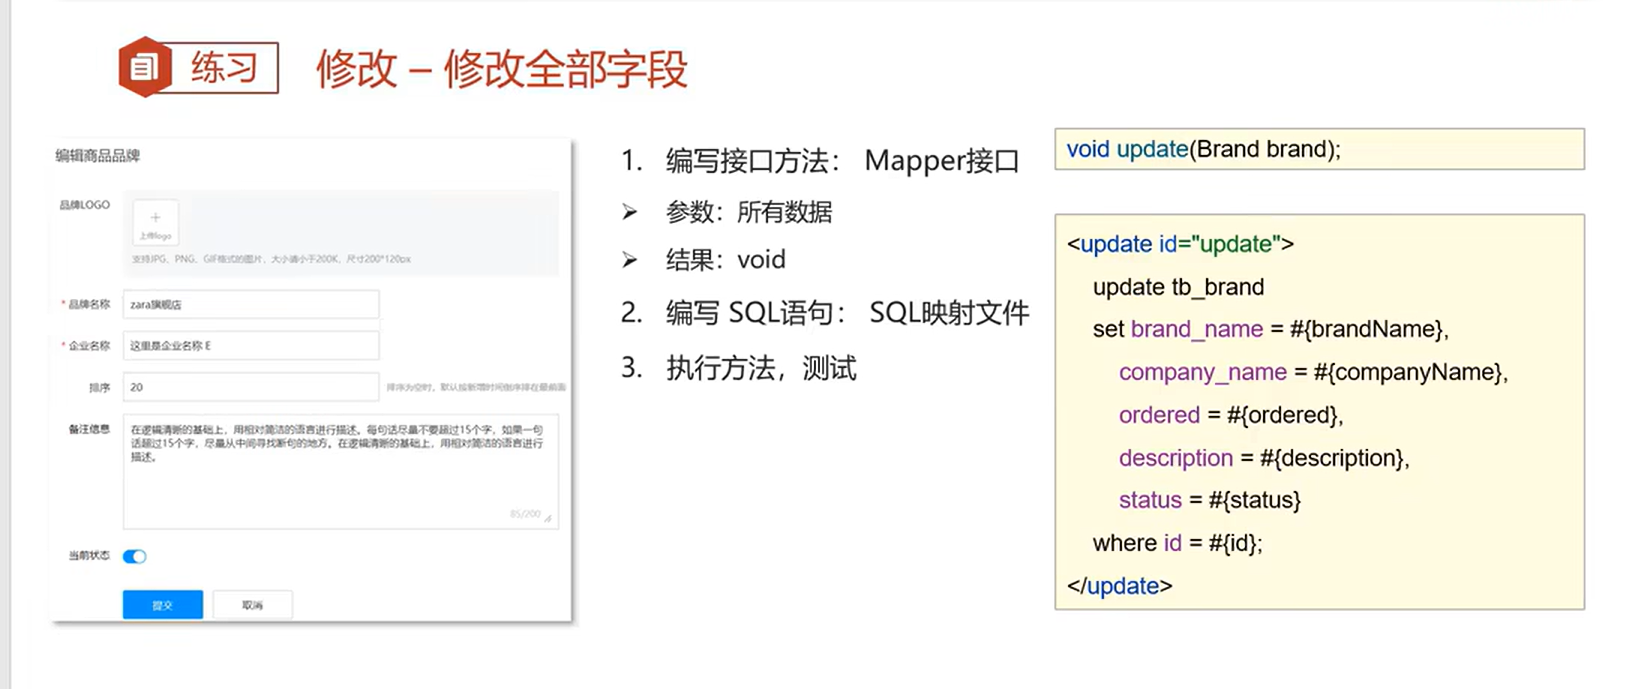 练习
修改 – 修改全部字段
编辑商品品牌
品牌LOGO
+
上传logo
支持JPG、PNG、GIF格式的图片，大小请小于200K，尺寸200*120px
* 品牌名称 zara旗舰店
* 企业名称 这里是企业名称 E
排序 20 排序为空时，默认按新增时间倒序排在最前面
备注信息 在逻辑清晰的基础上，用相对简洁的语言进行描述。每句话尽量不要超过15个字，如果一句
话超过15个字，尽量从中间寻找断句的地方。在逻辑清晰的基础上，用相对简洁的语言进行
描述。
85/200
当前状态
提交 取消
1. 编写接口方法： Mapper接口
➢ 参数：所有数据
➢ 结果：void
2. 编写 SQL语句： SQL映射文件
3. 执行方法，测试
void update(Brand brand);
<update id="update">
update tb_brand
set brand_name = #{brandName},
company_name = #{companyName},
ordered = #{ordered},
description = #{description},
status = #{status}
where id = #{id};
</update>